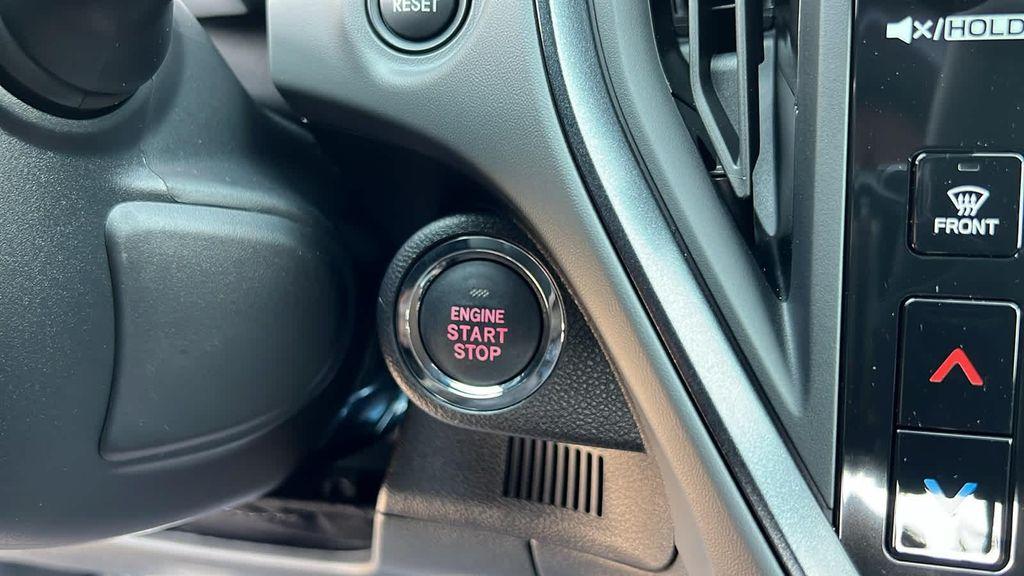 RESET
/HOLD
ENGINE
START
STOP
FRONT